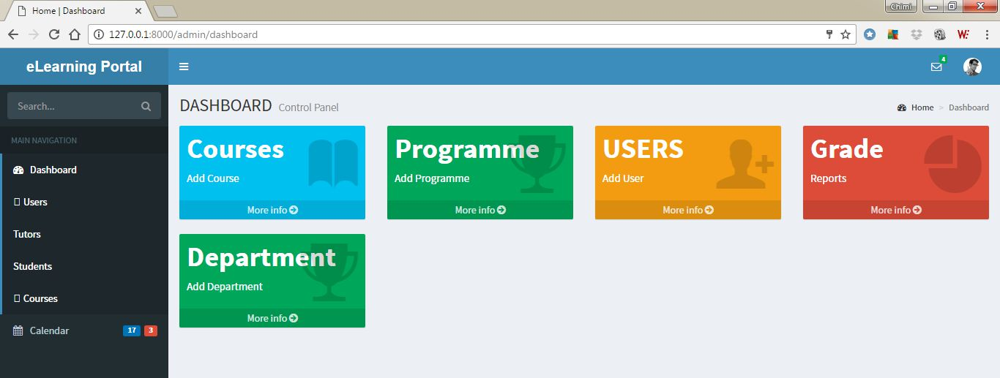 Home | Dashboard
Chimi
127.0.0.1:8000/admin/dashboard
W:
eLearning Portal
4
Search...
DASHBOARD Control Panel
Home > Dashboard
MAIN NAVIGATION
Dashboard
Users
Tutors
Students
Courses
Calendar 17 3
Courses
Add Course
More info
Programme
Add Programme
More info
USERS
Add User
More info
Grade
Reports
More info
Department
Add Department
More info